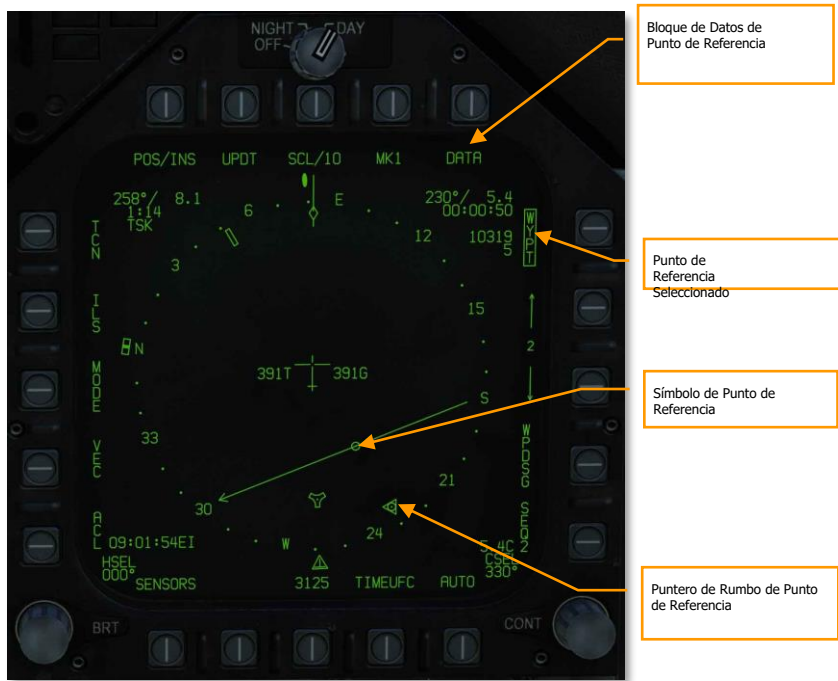 NIGHT
DAY
OFF
POS/INS UPDT SCL/10 MK1 DATA
258°/ 8.1
1:14
TSK
230°/ 5.4
00:00:50
10319
5
TCN
ILS
MODE
VEC
ACL
WYPT
2
WPDSG
SEQ2
6
E
12
3
15
N
S
391T
391G
33
21
30
24
W
09:01:54EI
HSEL
000°
5.4C
CSEL
330°
SENSORS 3125 TIMEUFC AUTO
BRT
CONT
Bloque de Datos de
Punto de Referencia
Punto de
Referencia
Seleccionado
Símbolo de Punto de
Referencia
Puntero de Rumbo de Punto
de Referencia